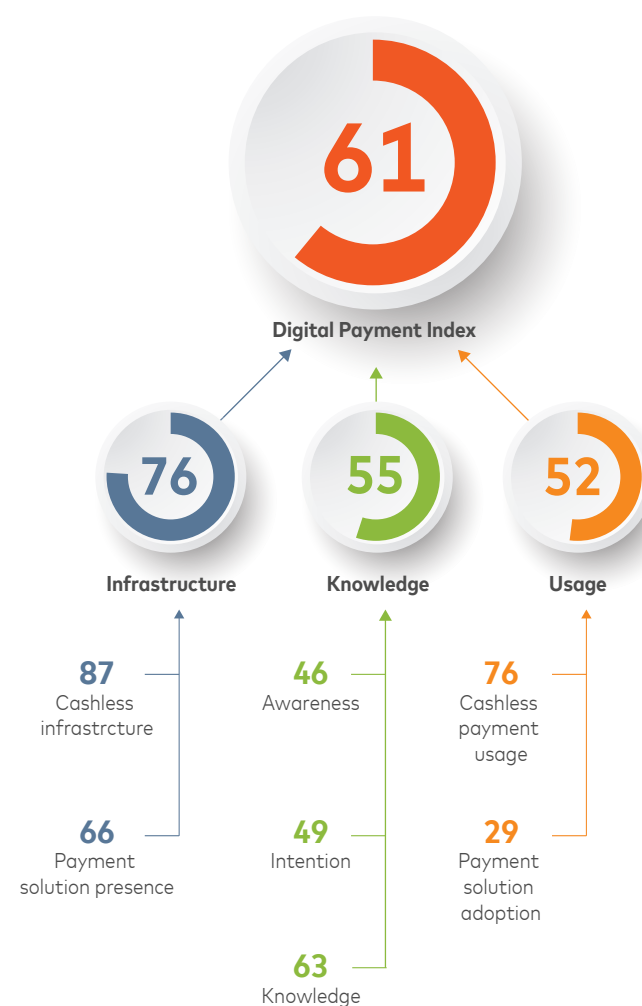 61
Digital Payment Index
76
Infrastructure
87
Cashless
infrastrcture
66
Payment
solution presence
55
Knowledge
46
Awareness
49
Intention
63
Knowledge
52
Usage
76
Cashless
payment
usage
29
Payment
solution
adoption